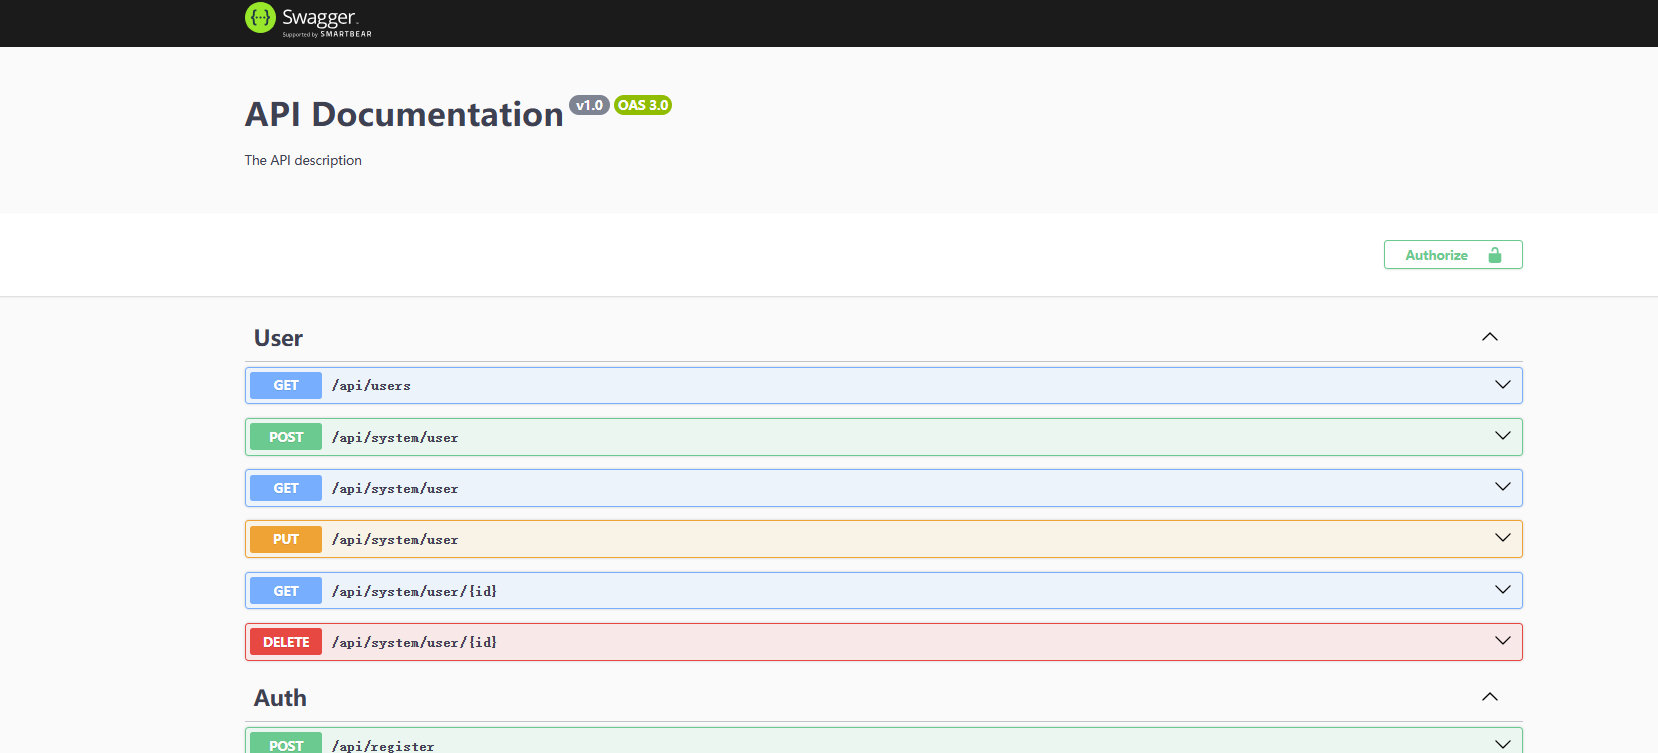 Swagger
Supported by SMARTBEAR
API Documentation v1.0 OAS 3.0
The API description
Authorize
User
GET /api/users
POST /api/system/user
GET /api/system/user
PUT /api/system/user
GET /api/system/user/{id}
DELETE /api/system/user/{id}
Auth
POST /api/register